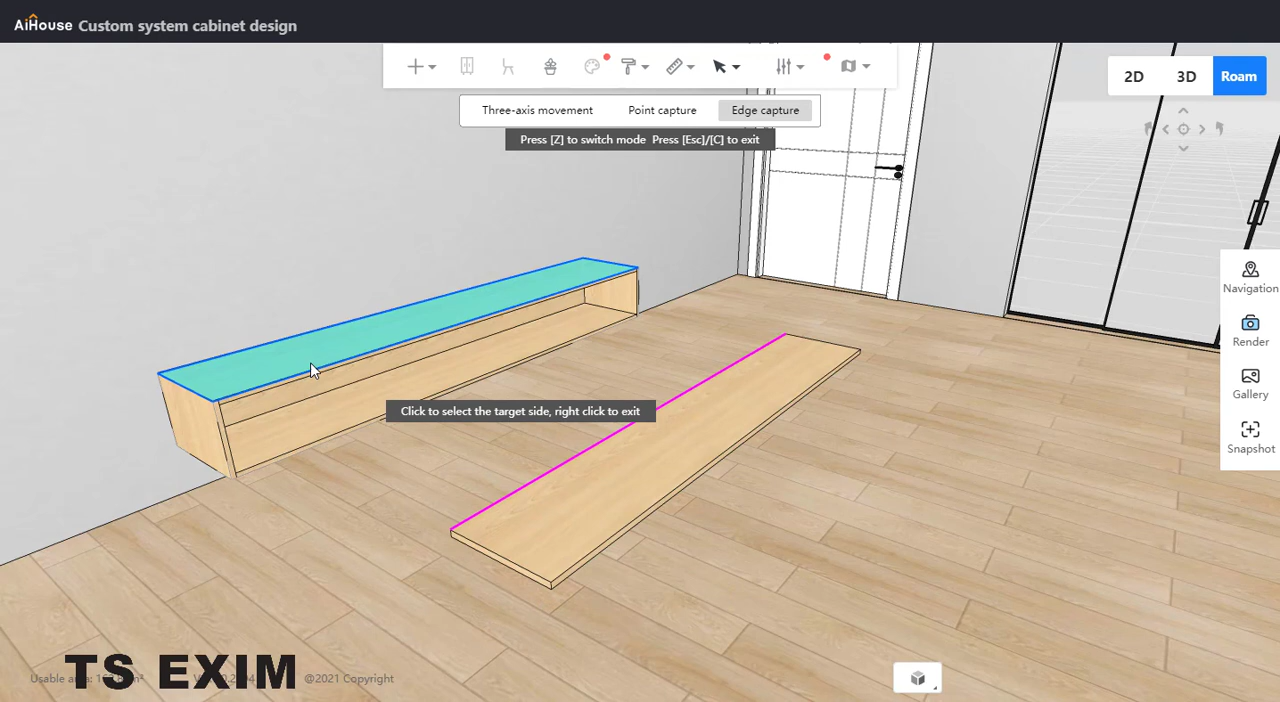 AiHouse Custom system cabinet design
2D 3D Roam
Three-axis movement Point capture Edge capture
Press [Z] to switch mode Press [Esc]/[C] to exit
Navigation
Render
Click to select the target side, right click to exit
Gallery
Snapshot
TS EXIM
Usable area: @2021 Copyright